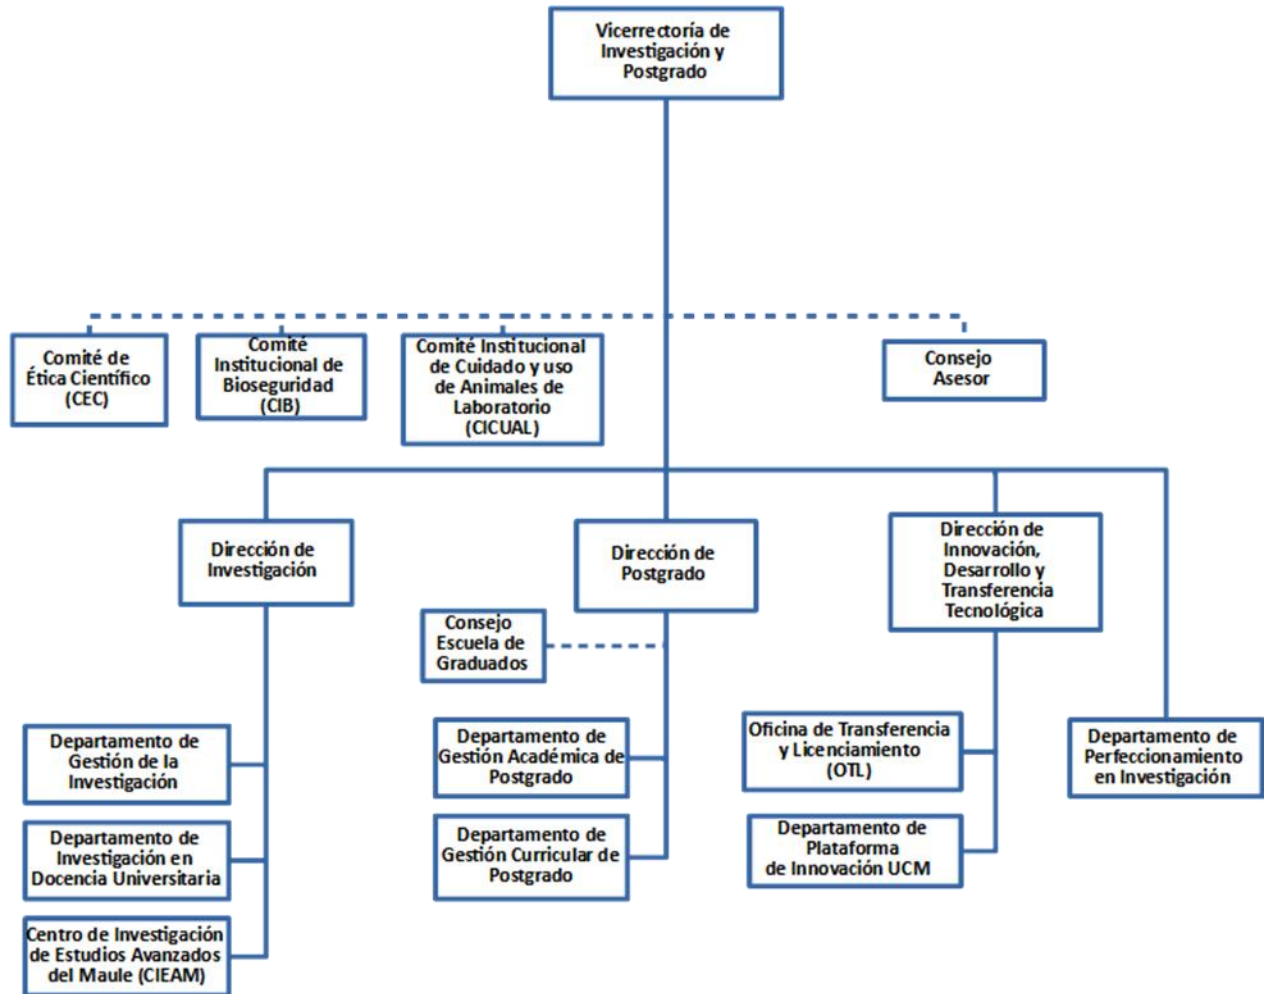 Vicerrectoría de
Investigación y
Postgrado
Comité de
Ética Científico
(CEC)
Comité
Institucional de
Bioseguridad
(CIB)
Comité Institucional
de Cuidado y uso
de Animales de
Laboratorio
(CICUAL)
Consejo
Asesor
Dirección de
Investigación
Dirección de
Postgrado
Dirección de
Innovación,
Desarrollo y
Transferencia
Tecnológica
Consejo
Escuela de
Graduados
Departamento de
Gestión de la
Investigación
Departamento de
Gestión Académica de
Postgrado
Oficina de Transferencia
y Licenciamiento
(OTL)
Departamento de
Perfeccionamiento
en Investigación
Departamento de
Investigación en
Docencia Universitaria
Departamento de
Gestión Curricular de
Postgrado
Departamento de
Plataforma
de Innovación UCM
Centro de Investigación
de Estudios Avanzados
del Maule (CIEAM)